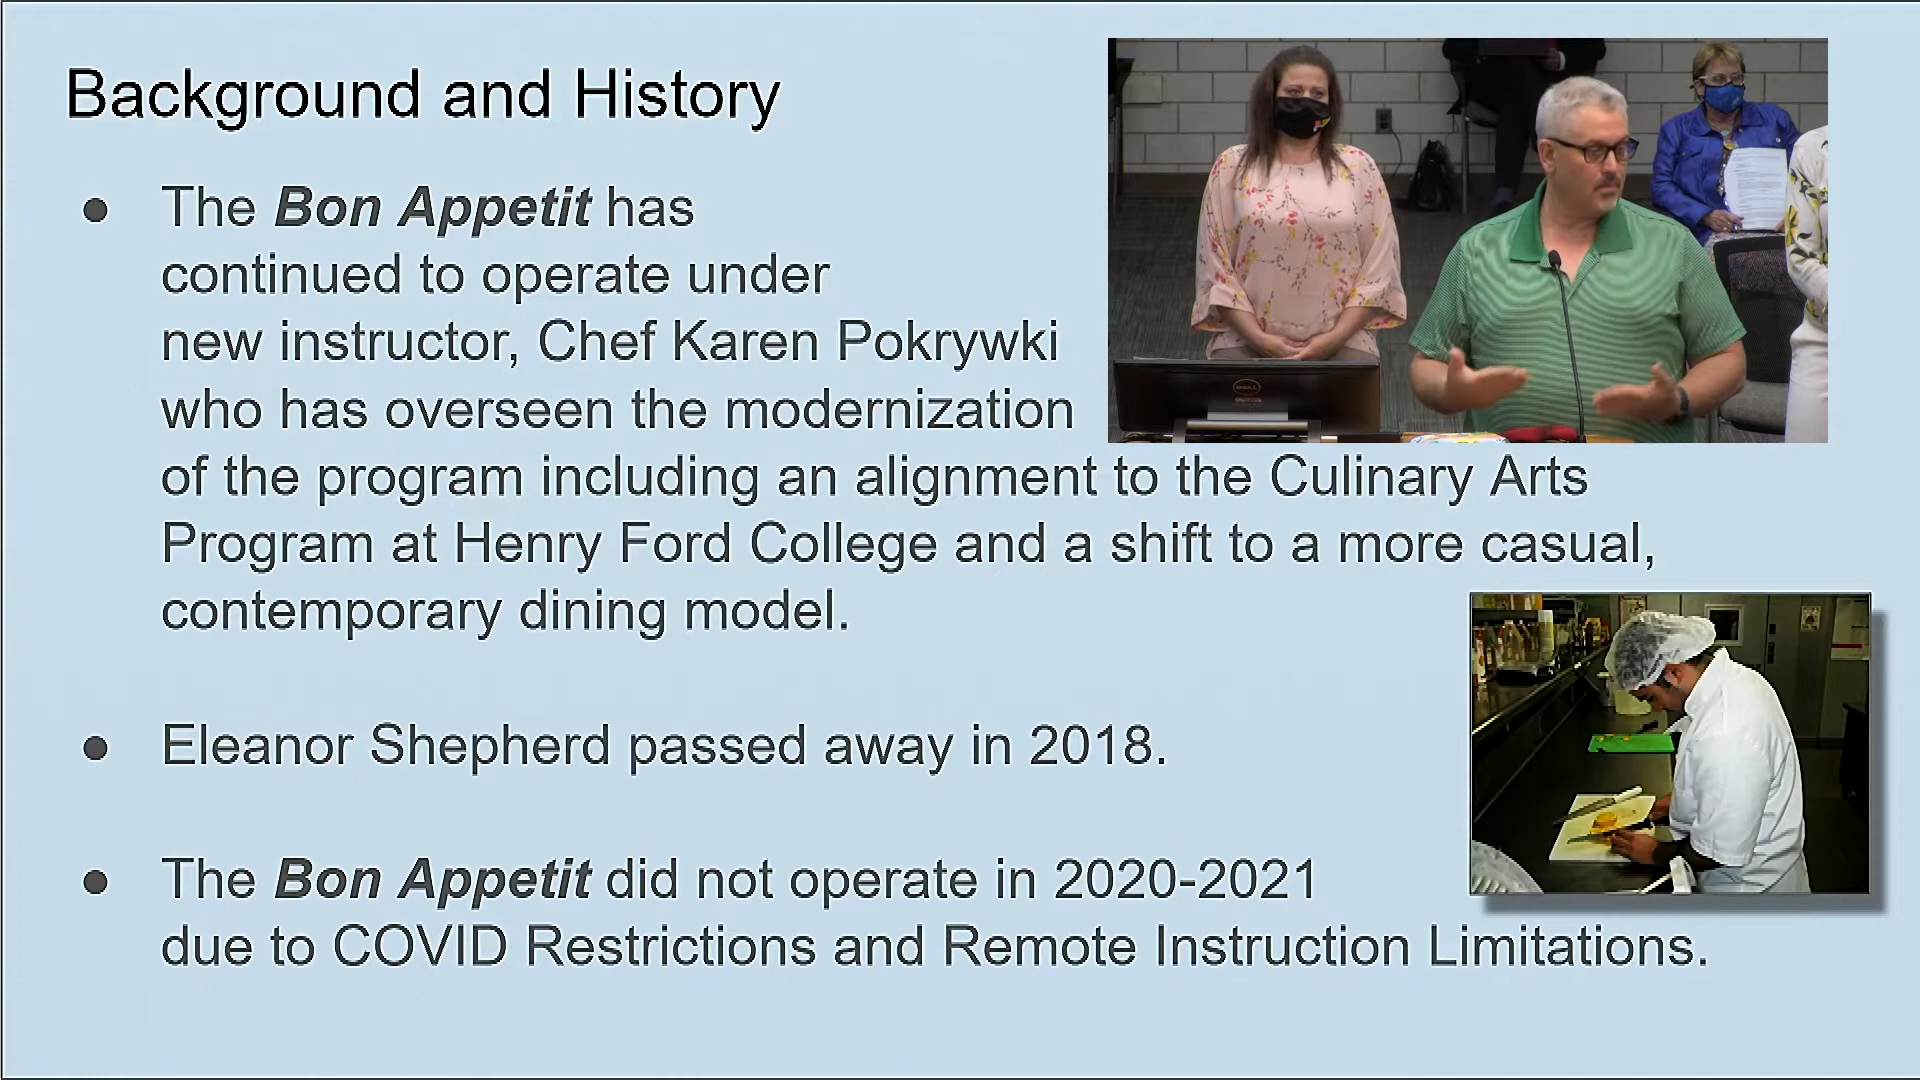 Background and History
● The Bon Appetit has
continued to operate under
new instructor, Chef Karen Pokrywki
who has overseen the modernization
of the program including an alignment to the Culinary Arts
Program at Henry Ford College and a shift to a more casual,
contemporary dining model.
● Eleanor Shepherd passed away in 2018.
● The Bon Appetit did not operate in 2020-2021
due to COVID Restrictions and Remote Instruction Limitations.
DELL